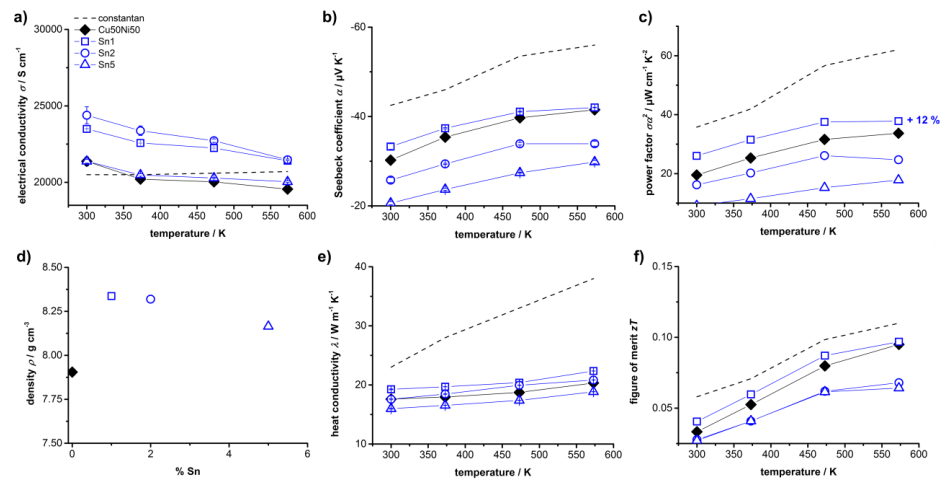 a)
constantan
Cu50Ni50
Sn1
Sn2
Sn5
30000
25000
20000
electrical conductivity σ / S cm⁻¹
300 350 400 450 500 550 600
temperature / K
b)
-60
-40
-20
Seebeck coefficient α / µV K⁻¹
300 350 400 450 500 550 600
temperature / K
c)
60
40
20
power factor σα² / µW cm⁻¹ K⁻²
+ 12 %
300 350 400 450 500 550 600
temperature / K
d)
8.50
8.25
8.00
7.75
7.50
density ρ / g cm⁻³
0 2 4 6
% Sn
e)
40
30
20
10
heat conductivity λ / W m⁻¹ K⁻¹
300 350 400 450 500 550 600
temperature / K
f)
0.15
0.10
0.05
figure of merit zT
300 350 400 450 500 550 600
temperature / K